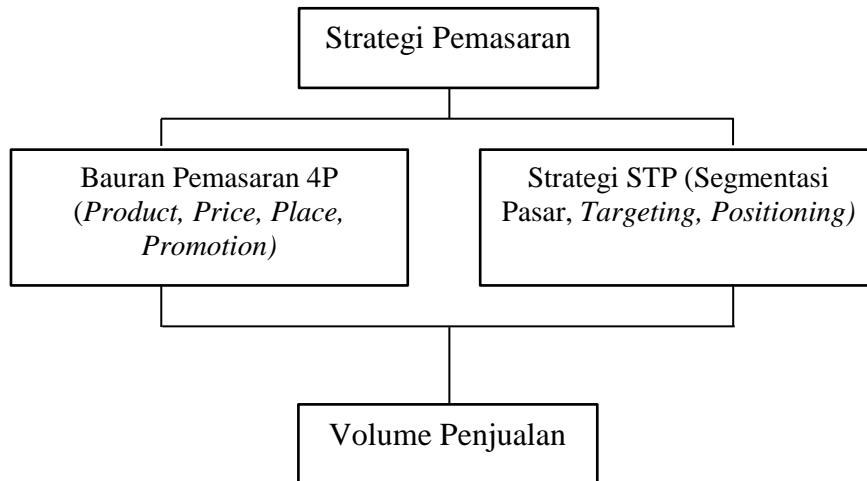 Strategi Pemasaran
Bauran Pemasaran 4P
(Product, Price, Place,
Promotion)
Strategi STP (Segmentasi
Pasar, Targeting, Positioning)
Volume Penjualan